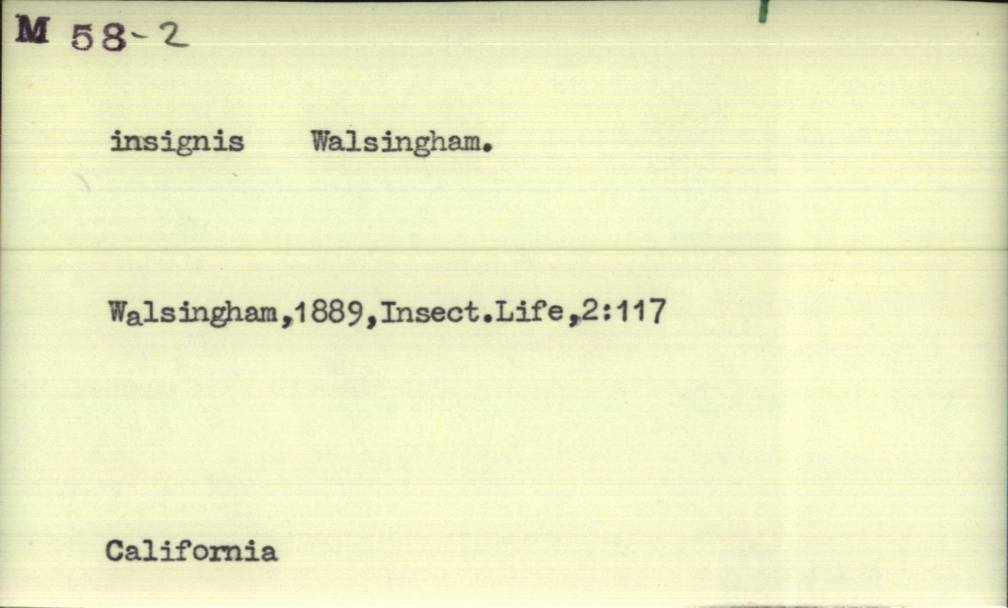 M 58-2
insignis Walsingham.
Walsingham,1889,Insect.Life,2:117
California